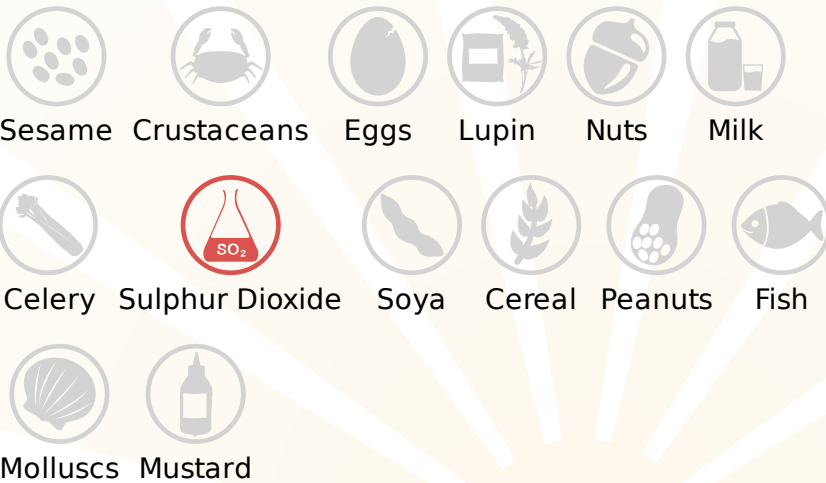 Sesame Crustaceans Eggs Lupin Nuts Milk
SO₂
Celery Sulphur Dioxide Soya Cereal Peanuts Fish
Molluscs Mustard